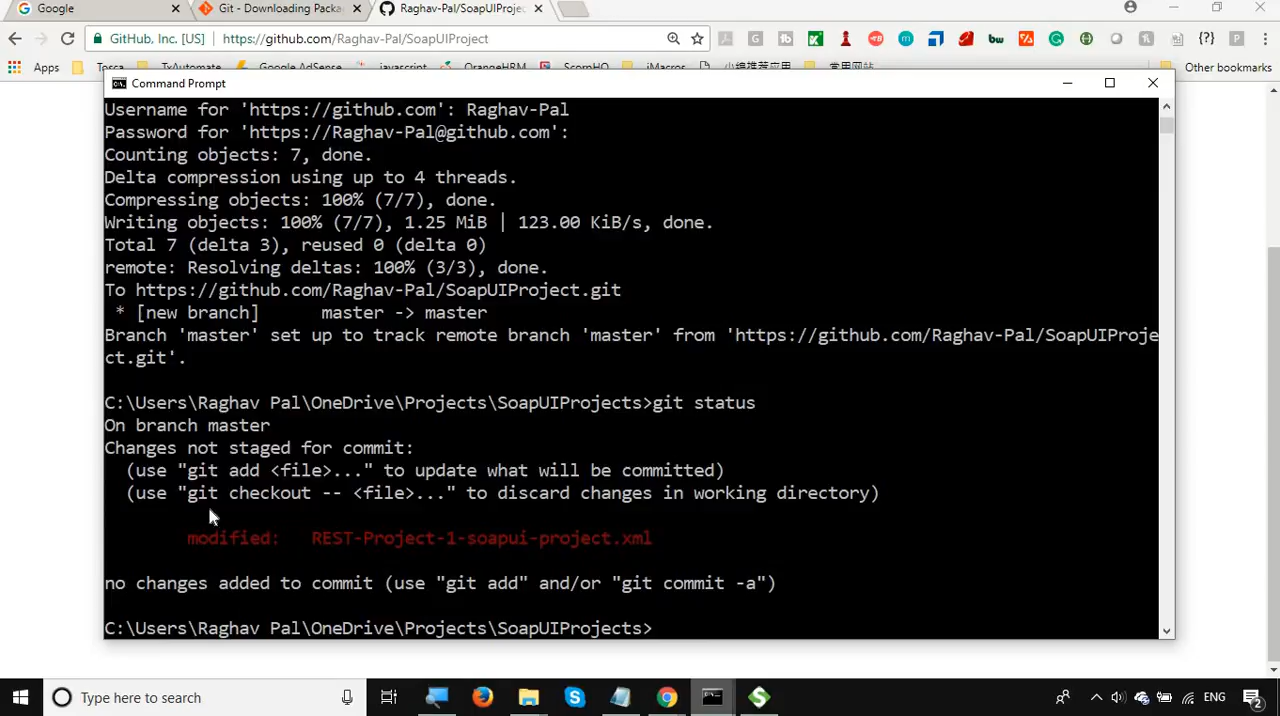 Google
Git - Downloading Packa
Raghav-Pal/SoapUIProjec
GitHub, Inc. [US]
https://github.com/Raghav-Pal/SoapUIProject
Apps
Other bookmarks
Command Prompt
Username for 'https://github.com': Raghav-Pal
Password for 'https://Raghav-Pal@github.com':
Counting objects: 7, done.
Delta compression using up to 4 threads.
Compressing objects: 100% (7/7), done.
Writing objects: 100% (7/7), 1.25 MiB | 123.00 KiB/s, done.
Total 7 (delta 3), reused 0 (delta 0)
remote: Resolving deltas: 100% (3/3), done.
To https://github.com/Raghav-Pal/SoapUIProject.git
* [new branch]      master -> master
Branch 'master' set up to track remote branch 'master' from 'https://github.com/Raghav-Pal/SoapUIProje
ct.git'.
C:\Users\Raghav Pal\OneDrive\Projects\SoapUIProjects>git status
On branch master
Changes not staged for commit:
(use "git add <file>..." to update what will be committed)
(use "git checkout -- <file>..." to discard changes in working directory)
modified:   REST-Project-1-soapui-project.xml
no changes added to commit (use "git add" and/or "git commit -a")
C:\Users\Raghav Pal\OneDrive\Projects\SoapUIProjects>
Type here to search
ENG
2